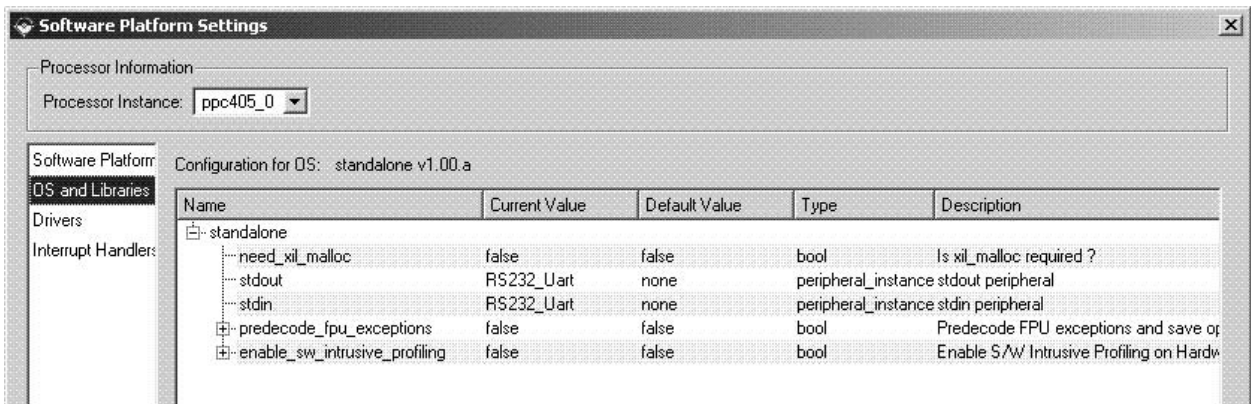 Software Platform Settings
Processor Information
Processor Instance: ppc405_0
Software Platform
OS and Libraries
Drivers
Interrupt Handlers
Configuration for OS: standalone v1.00.a
Name Current Value Default Value Type Description
standalone
need_xil_malloc false false bool Is xil_malloc required ?
stdout RS232_Uart none peripheral_instance stdout peripheral
stdin RS232_Uart none peripheral_instance stdin peripheral
predecode_fpu_exceptions false false bool Predecode FPU exceptions and save op
enable_sw_intrusive_profiling false false bool Enable S/W Intrusive Profiling on Hardw